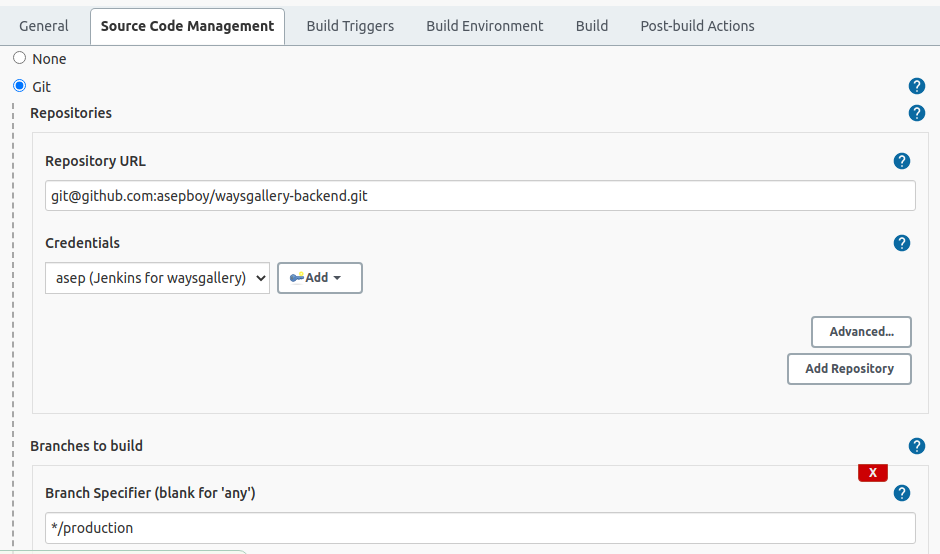 General Source Code Management Build Triggers Build Environment Build Post-build Actions
None
Git
?
Repositories
?
Repository URL
?
git@github.com:asepboy/waysgallery-backend.git
Credentials
?
asep (Jenkins for waysgallery) Add
Advanced...
Add Repository
Branches to build
?
X
Branch Specifier (blank for 'any')
?
*/production